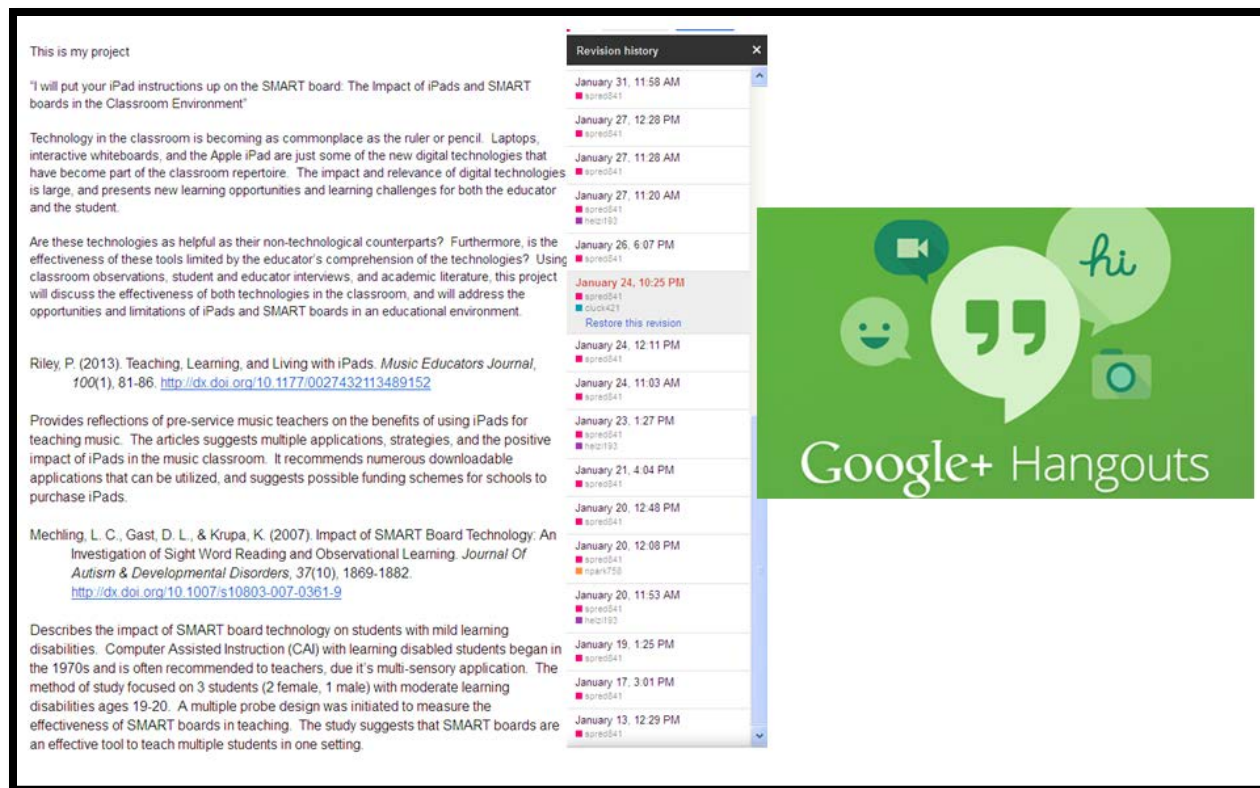 This is my project
"I will put your iPad instructions up on the SMART board: The Impact of iPads and SMART
boards in the Classroom Environment"
Technology in the classroom is becoming as commonplace as the ruler or pencil. Laptops,
interactive whiteboards, and the Apple iPad are just some of the new digital technologies that
have become part of the classroom repertoire. The impact and relevance of digital technologies
is large, and presents new learning opportunities and learning challenges for both the educator
and the student.
Are these technologies as helpful as their non-technological counterparts? Furthermore, is the
effectiveness of these tools limited by the educator's comprehension of the technologies? Using
classroom observations, student and educator interviews, and academic literature, this project
will discuss the effectiveness of both technologies in the classroom, and will address the
opportunities and limitations of iPads and SMART boards in an educational environment.
Riley, P. (2013). Teaching, Learning, and Living with iPads. Music Educators Journal,
100(1), 81-86. http://dx.doi.org/10.1177/0027432113489152
Provides reflections of pre-service music teachers on the benefits of using iPads for
teaching music. The articles suggests multiple applications, strategies, and the positive
impact of iPads in the music classroom. It recommends numerous downloadable
applications that can be utilized, and suggests possible funding schemes for schools to
purchase iPads.
Mechling, L. C., Gast, D. L., & Krupa, K. (2007). Impact of SMART Board Technology: An
Investigation of Sight Word Reading and Observational Learning. Journal Of
Autism & Developmental Disorders, 37(10), 1869-1882.
http://dx.doi.org/10.1007/s10803-007-0361-9
Describes the impact of SMART board technology on students with mild learning
disabilities. Computer Assisted Instruction (CAI) with learning disabled students began in
the 1970s and is often recommended to teachers, due it's multi-sensory application. The
method of study focused on 3 students (2 female, 1 male) with moderate learning
disabilities ages 19-20. A multiple probe design was initiated to measure the
effectiveness of SMART boards in teaching. The study suggests that SMART boards are
an effective tool to teach multiple students in one setting.
Revision history
January 31, 11:58 AM
spred841
January 27, 12:28 PM
spred841
January 27, 11:28 AM
spred841
January 27, 11:20 AM
spred841
heizi193
January 26, 6:07 PM
spred841
January 24, 10:25 PM
spred841
cluck421
Restore this revision
January 24, 12:11 PM
spred841
January 24, 11:03 AM
spred841
January 23, 1:27 PM
spred841
heizi193
January 21, 4:04 PM
spred841
January 20, 12:48 PM
spred841
January 20, 12:08 PM
spred841
npark758
January 20, 11:53 AM
spred841
heizi193
January 19, 1:25 PM
spred841
January 17, 3:01 PM
spred841
January 13, 12:29 PM
spred841
hi
Google+ Hangouts